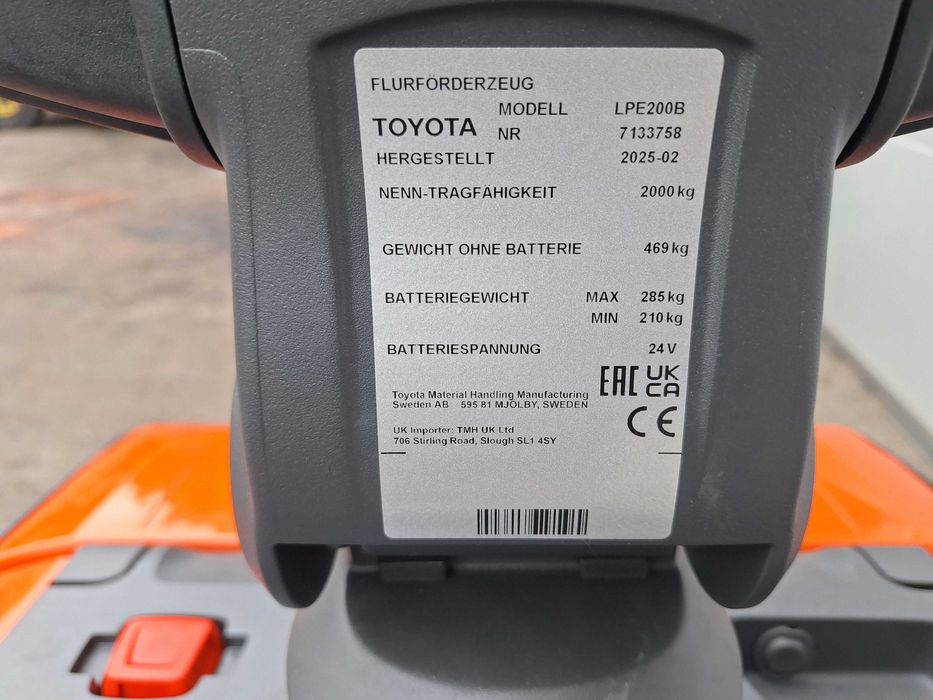 FLURFÖRDERZEUG
MODELL LPE200B
TOYOTA NR 7133758
HERGESTELLT 2025-02
NENN-TRAGFÄHIGKEIT 2000 kg
GEWICHT OHNE BATTERIE 469 kg
BATTERIEGEWICHT MAX 285 kg
MIN 210 kg
BATTERIESPANNUNG 24 V
EAC UK
CA
Toyota Material Handling Manufacturing
Sweden AB 595 81 MJÖLBY, SWEDEN
CE
UK Importer: TMH UK Ltd
706 Stirling Road, Slough SL1 4SY